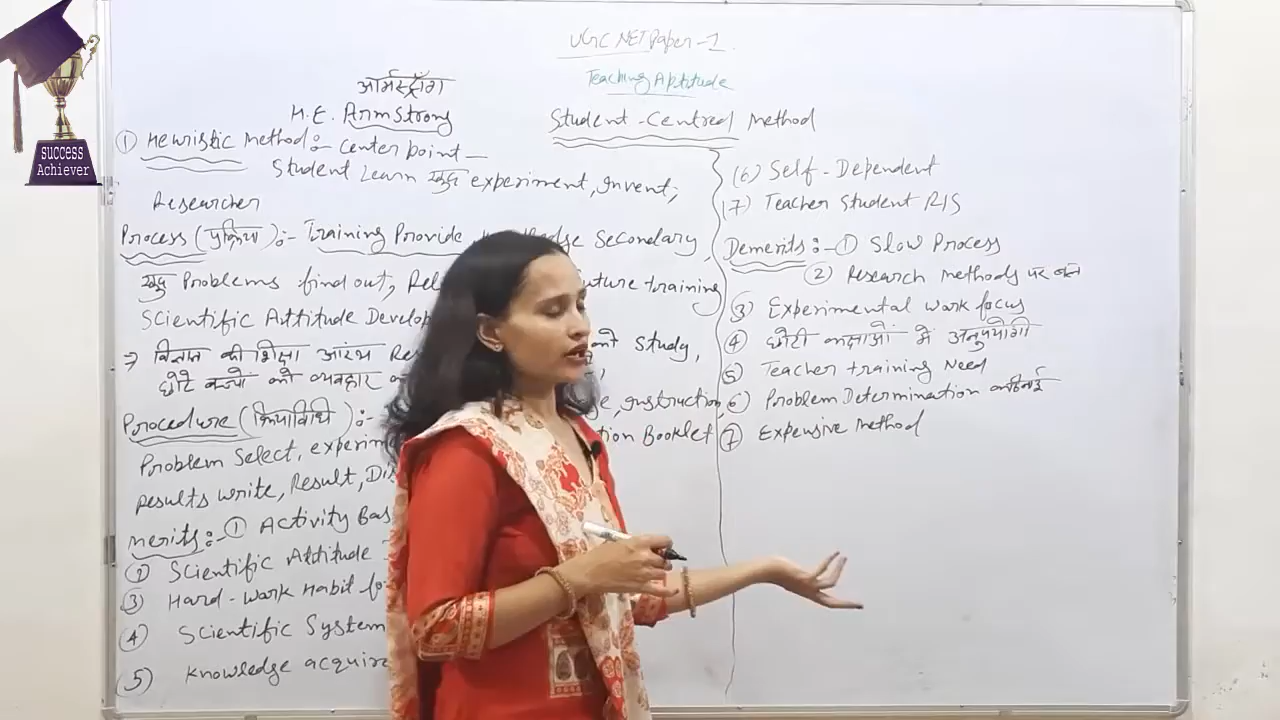 SUCCESS
Achiever
UGC NET Paper-1
Teaching Aptitude
Student-Centred Method
आर्मस्ट्रॉंग
H.E. Armstrong
① Heuristic Method:- Center point -
Student Learn खुद experiment, invent,
Researcher
Process (प्रक्रिया):- Training Provide Secondary,
खुद Problems find out, training
Scientific Attitude Develop
→ विज्ञान की शिक्षा आरंभ Study,
छोटे बच्चों को व्यवहार
Procedure (क्रियाविधि):- instruction
Problem Select, Booklet
Results write, Result,
Merits:- ① Activity
② Scientific Attitude
③ Hard-Work Habit
④ Scientific System
(5) Knowledge
(6) Self-Dependent
(7) Teacher Student R/S
Demerits:- ① Slow Process
② Research Methods पर
③ Experimental Work focus
④ छोटी कक्षाओं में अनुपयोगी
⑤ Teacher training Need
⑥ Problem Determination कठिनाई
⑦ Expensive Method